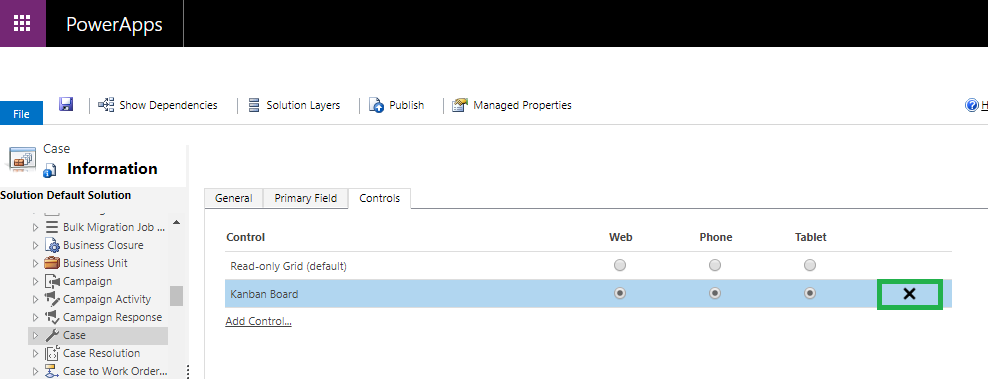 PowerApps
File
Show Dependencies
Solution Layers
Publish
Managed Properties
H
Case
Information
Solution Default Solution
Bulk Migration Job ...
Business Closure
Business Unit
Campaign
Campaign Activity
Campaign Response
Case
Case Resolution
Case to Work Order...
General
Primary Field
Controls
Control Web Phone Tablet
Read-only Grid (default)
Kanban Board
Add Control...